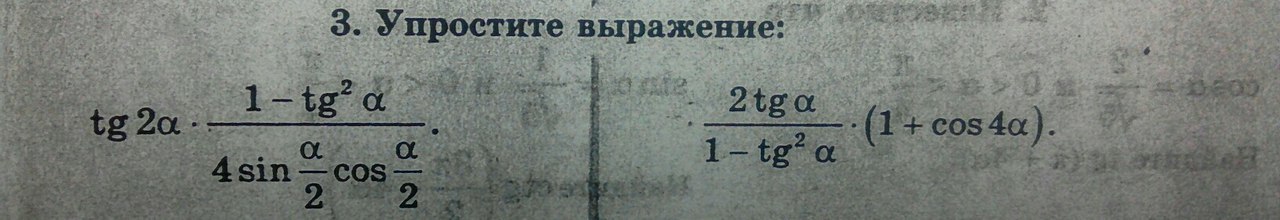 3. Упростите выражение:
tg 2α · (1 – tg² α)/(4 sin α/2 cos α/2).
2 tg α/(1 – tg² α) · (1 + cos 4α).